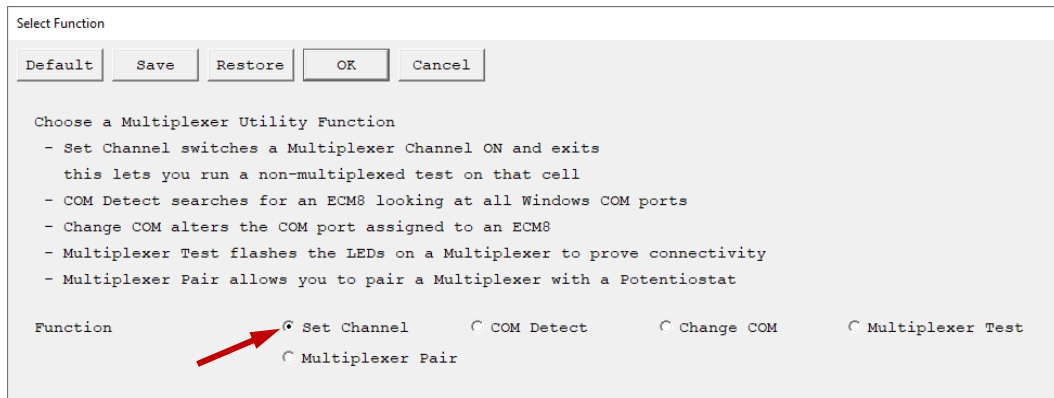 Select Function
Default Save Restore OK Cancel
Choose a Multiplexer Utility Function
- Set Channel switches a Multiplexer Channel ON and exits
this lets you run a non-multiplexed test on that cell
- COM Detect searches for an ECM8 looking at all Windows COM ports
- Change COM alters the COM port assigned to an ECM8
- Multiplexer Test flashes the LEDs on a Multiplexer to prove connectivity
- Multiplexer Pair allows you to pair a Multiplexer with a Potentiostat
Function Set Channel COM Detect Change COM Multiplexer Test
Multiplexer Pair